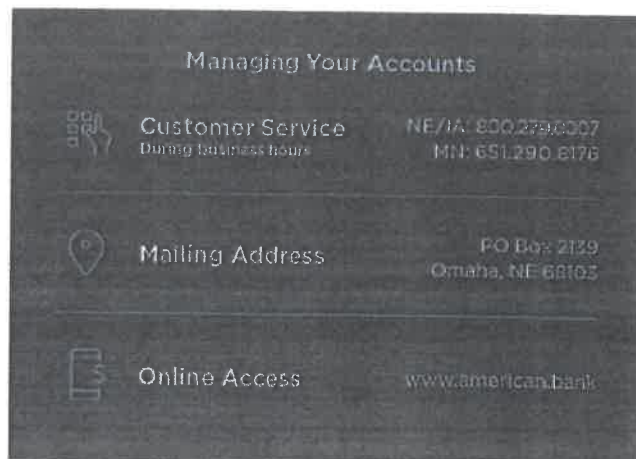 Managing Your Accounts
Customer Service
During business hours
NE/IA: 800.279.0007
MN: 651.290.8176
Mailing Address
PO Box 2139
Omaha, NE 68103
Online Access
www.american.bank